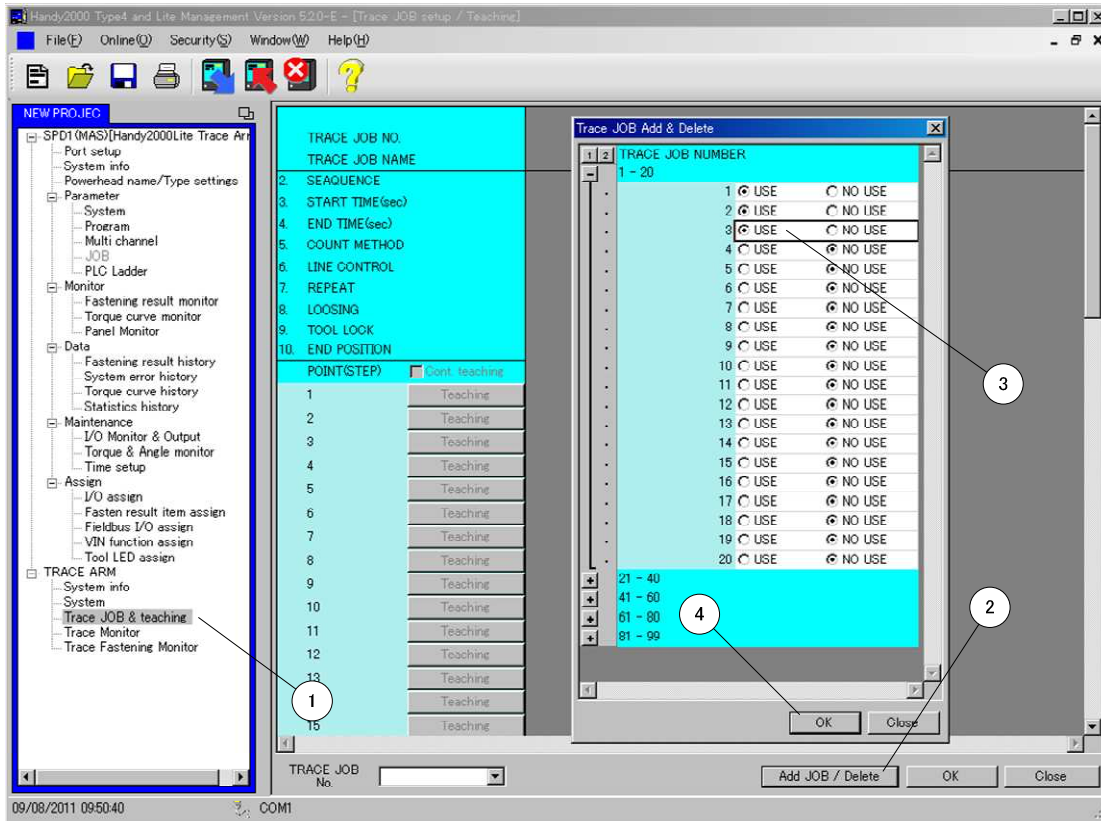 Handy2000 Type4 and Lite Management Version 5.2.0-E - [Trace JOB setup / Teaching]
File(F) Online(O) Security(S) Window(W) Help(H)
NEW PROJEC
SPD1(MAS)[Handy2000Lite Trace Arr
Port setup
System info
Powerhead name/Type settings
Parameter
System
Program
Multi channel
JOB
PLC Ladder
Monitor
Fastening result monitor
Torque curve monitor
Panel Monitor
Data
Fastening result history
System error history
Torque curve history
Statistics history
Maintenance
I/O Monitor & Output
Torque & Angle monitor
Time setup
Assign
I/O assign
Fasten result item assign
Fieldbus I/O assign
VIN function assign
Tool LED assign
TRACE ARM
System info
System
Trace JOB & teaching
Trace Monitor
Trace Fastening Monitor
1
TRACE JOB NO.
TRACE JOB NAME
2. SEAQUENCE
3. START TIME(sec)
4. END TIME(sec)
5. COUNT METHOD
6. LINE CONTROL
7. REPEAT
8. LOOSING
9. TOOL LOCK
10. END POSITION
POINT(STEP) Cont. teaching
1 Teaching
2 Teaching
3 Teaching
4 Teaching
5 Teaching
6 Teaching
7 Teaching
8 Teaching
9 Teaching
10 Teaching
11 Teaching
12 Teaching
13 Teaching
Teaching
15 Teaching
Trace JOB Add & Delete
1 2 TRACE JOB NUMBER
1 - 20
1 USE NO USE
2 USE NO USE
3 USE NO USE
4 USE NO USE
5 USE NO USE
6 USE NO USE
7 USE NO USE
8 USE NO USE
9 USE NO USE
10 USE NO USE
11 USE NO USE
12 USE NO USE
13 USE NO USE
14 USE NO USE
15 USE NO USE
16 USE NO USE
17 USE NO USE
18 USE NO USE
19 USE NO USE
20 USE NO USE
21 - 40
41 - 60
61 - 80
81 - 99
3
4
2
OK Close
TRACE JOB No.
Add JOB / Delete OK Close
09/08/2011 09:50:40 COM1